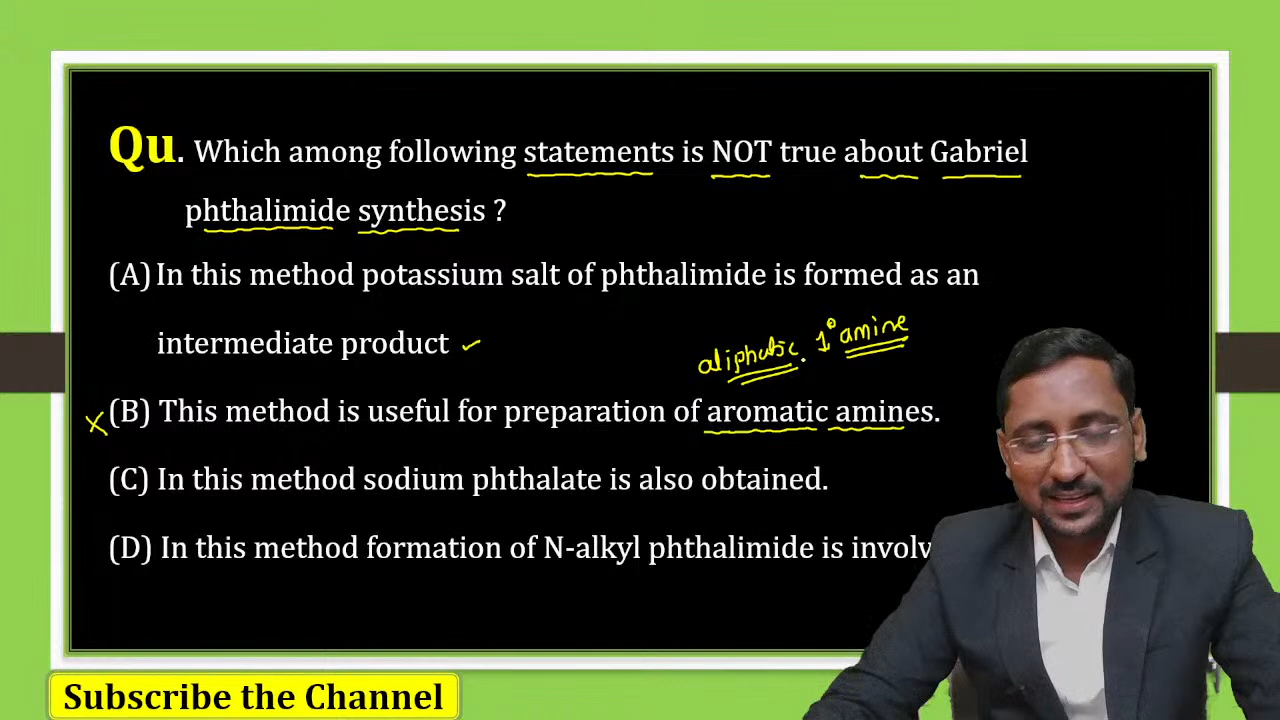 Qu. Which among following statements is NOT true about Gabriel
phthalimide synthesis ?
(A) In this method potassium salt of phthalimide is formed as an
aliphatic. 1° amine
intermediate product
(B) This method is useful for preparation of aromatic amines.
(C) In this method sodium phthalate is also obtained.
(D) In this method formation of N-alkyl phthalimide is
Subscribe the Channel